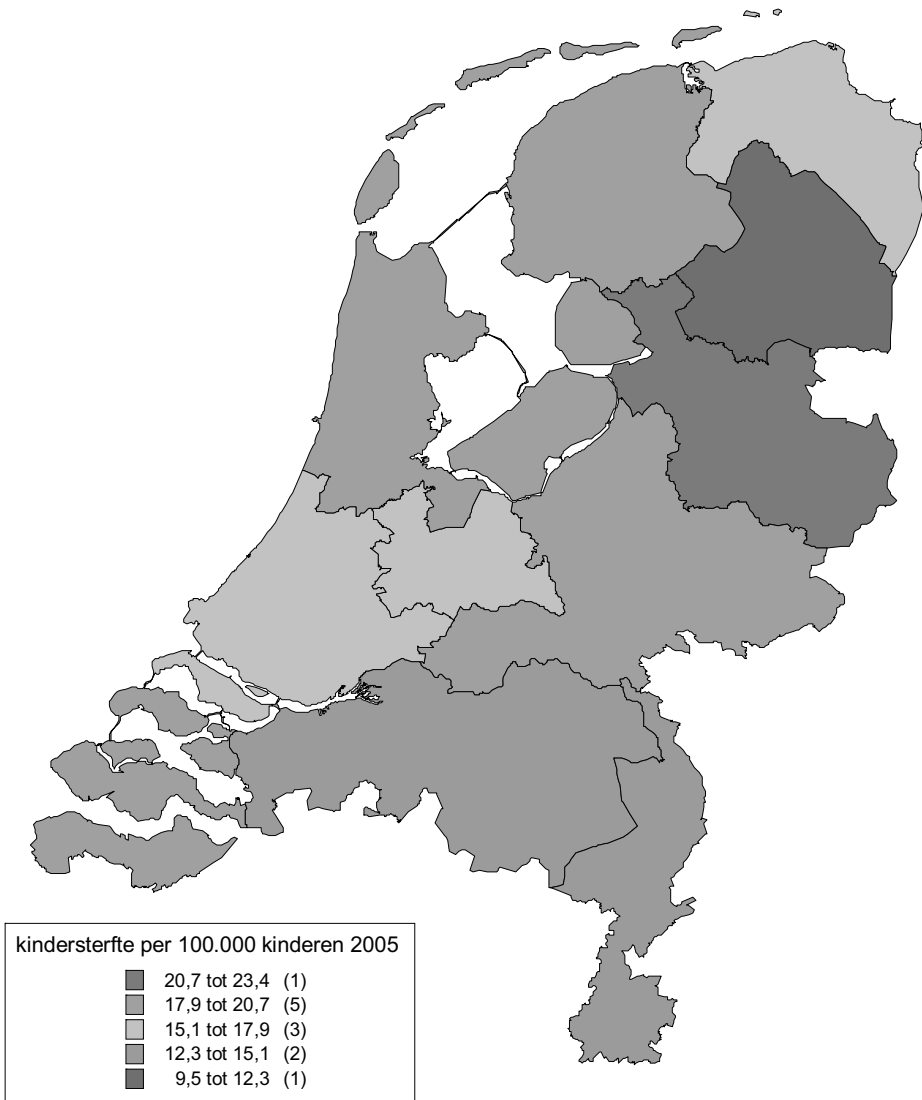 kindersterfte per 100.000 kinderen 2005
20,7 tot 23,4 (1)
17,9 tot 20,7 (5)
15,1 tot 17,9 (3)
12,3 tot 15,1 (2)
9,5 tot 12,3 (1)